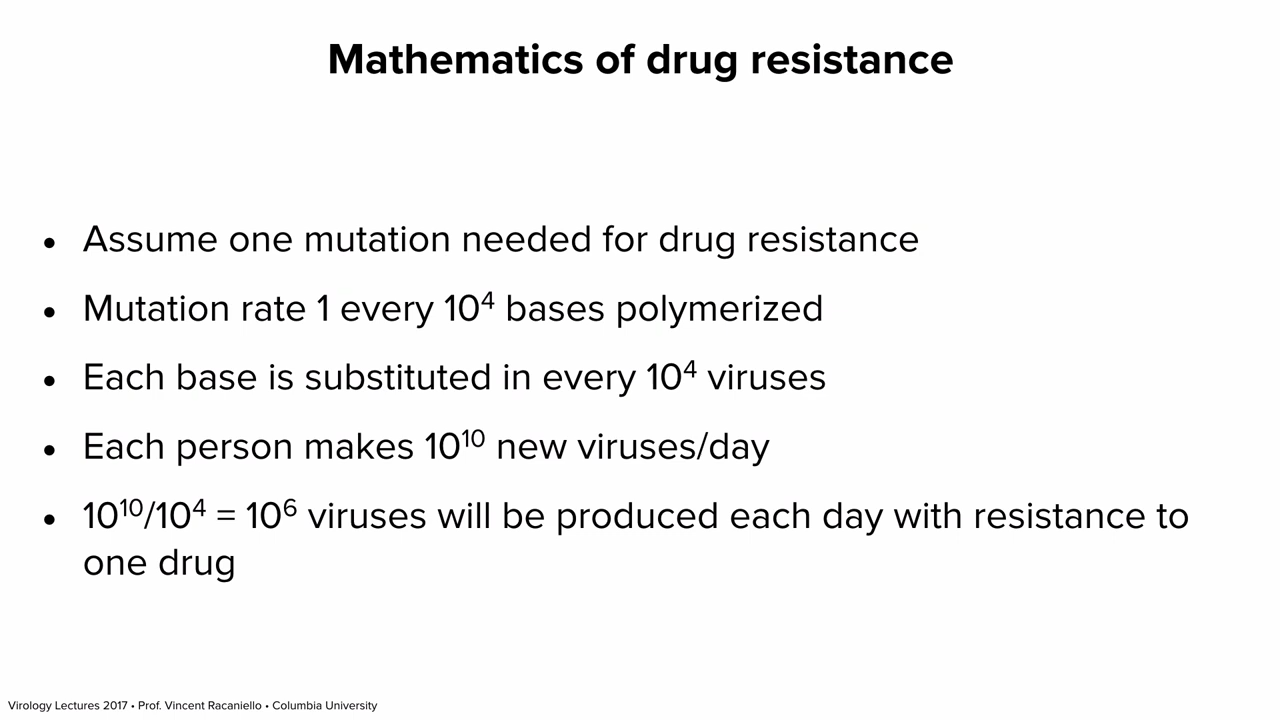 Mathematics of drug resistance
• Assume one mutation needed for drug resistance
• Mutation rate 1 every 10⁴ bases polymerized
• Each base is substituted in every 10⁴ viruses
• Each person makes 10¹⁰ new viruses/day
• 10¹⁰/10⁴ = 10⁶ viruses will be produced each day with resistance to
one drug
Virology Lectures 2017 • Prof. Vincent Racaniello • Columbia University